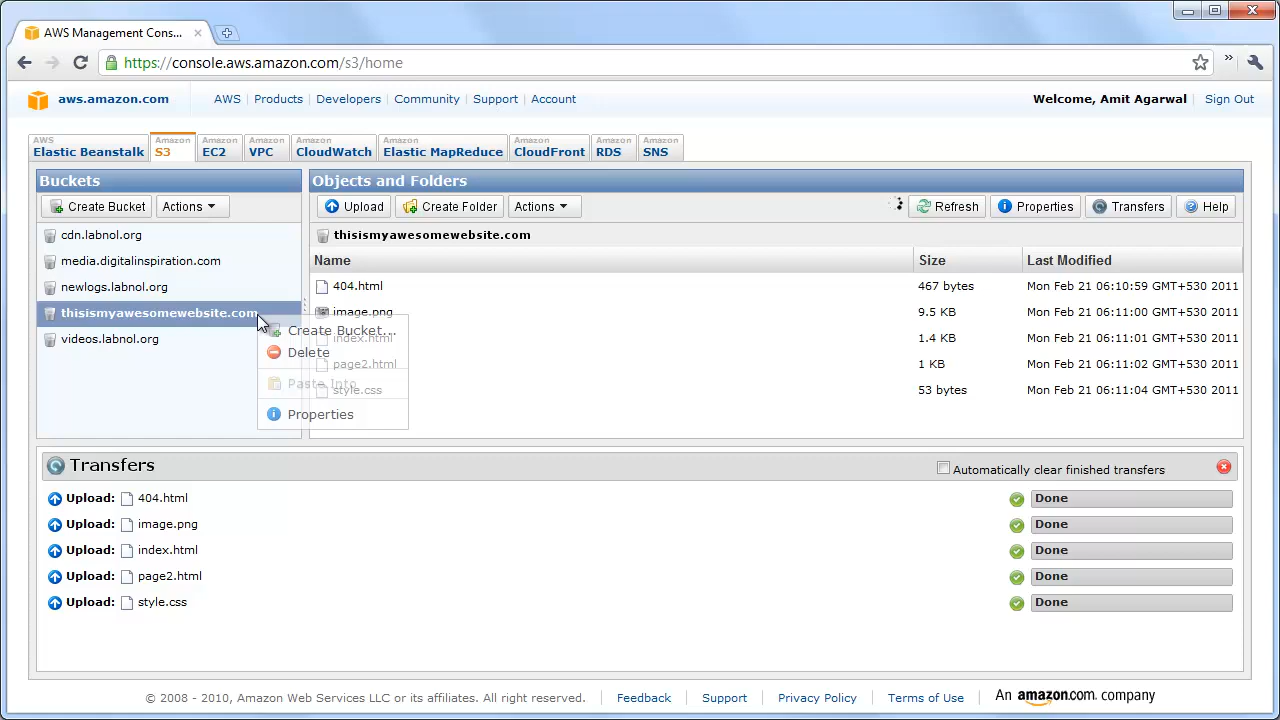 AWS Management Cons...
https://console.aws.amazon.com/s3/home
aws.amazon.com AWS | Products | Developers | Community | Support | Account Welcome, Amit Agarwal | Sign Out
AWS Elastic Beanstalk
Amazon S3
Amazon EC2
Amazon VPC
Amazon CloudWatch
Amazon Elastic MapReduce
Amazon CloudFront
Amazon RDS
Amazon SNS
Buckets
Create Bucket Actions
cdn.labnol.org
media.digitalinspiration.com
newlogs.labnol.org
thisismyawesomewebsite.com
videos.labnol.org
Create Bucket...
Delete
Paste Into
Properties
Objects and Folders
Upload Create Folder Actions Refresh Properties Transfers Help
thisismyawesomewebsite.com
Name Size Last Modified
404.html 467 bytes Mon Feb 21 06:10:59 GMT+530 2011
image.png 9.5 KB Mon Feb 21 06:11:00 GMT+530 2011
index.html 1.4 KB Mon Feb 21 06:11:01 GMT+530 2011
page2.html 1 KB Mon Feb 21 06:11:02 GMT+530 2011
style.css 53 bytes Mon Feb 21 06:11:04 GMT+530 2011
Transfers Automatically clear finished transfers
Upload: 404.html Done
Upload: image.png Done
Upload: index.html Done
Upload: page2.html Done
Upload: style.css Done
© 2008 - 2010, Amazon Web Services LLC or its affiliates. All right reserved. | Feedback | Support | Privacy Policy | Terms of Use An amazon.com company